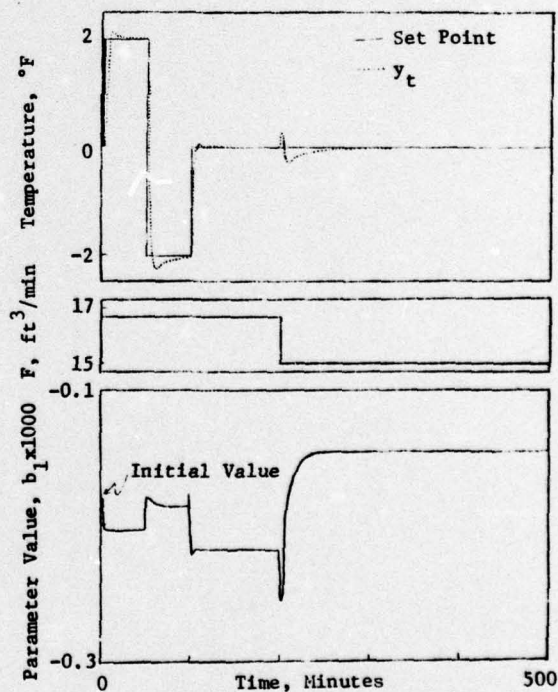 Set Point
y_t
2
0
-2
Temperature, °F
17
15
F, ft³/min
-0.1
Initial Value
-0.3
Parameter Value, b₁x1000
0
Time, Minutes
500